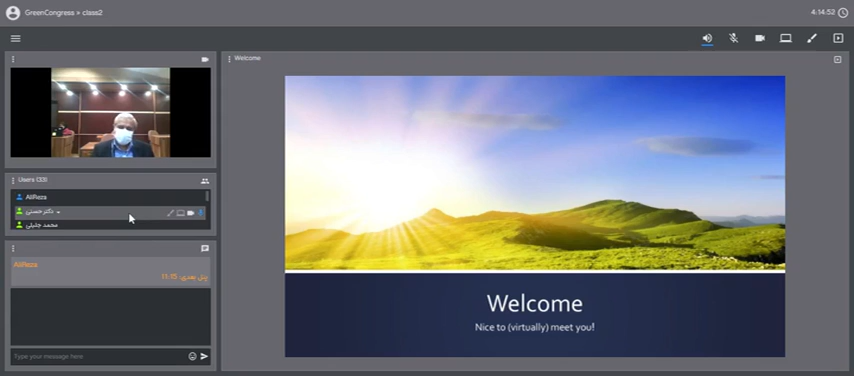 GreenCongress > class2
4:14:52
Welcome
Users (33)
AliReza
دکتر حسنی
محمد جلیلی
AliReza
پنل بعدی: 11:15
Type your message here
Welcome
Nice to (virtually) meet you!